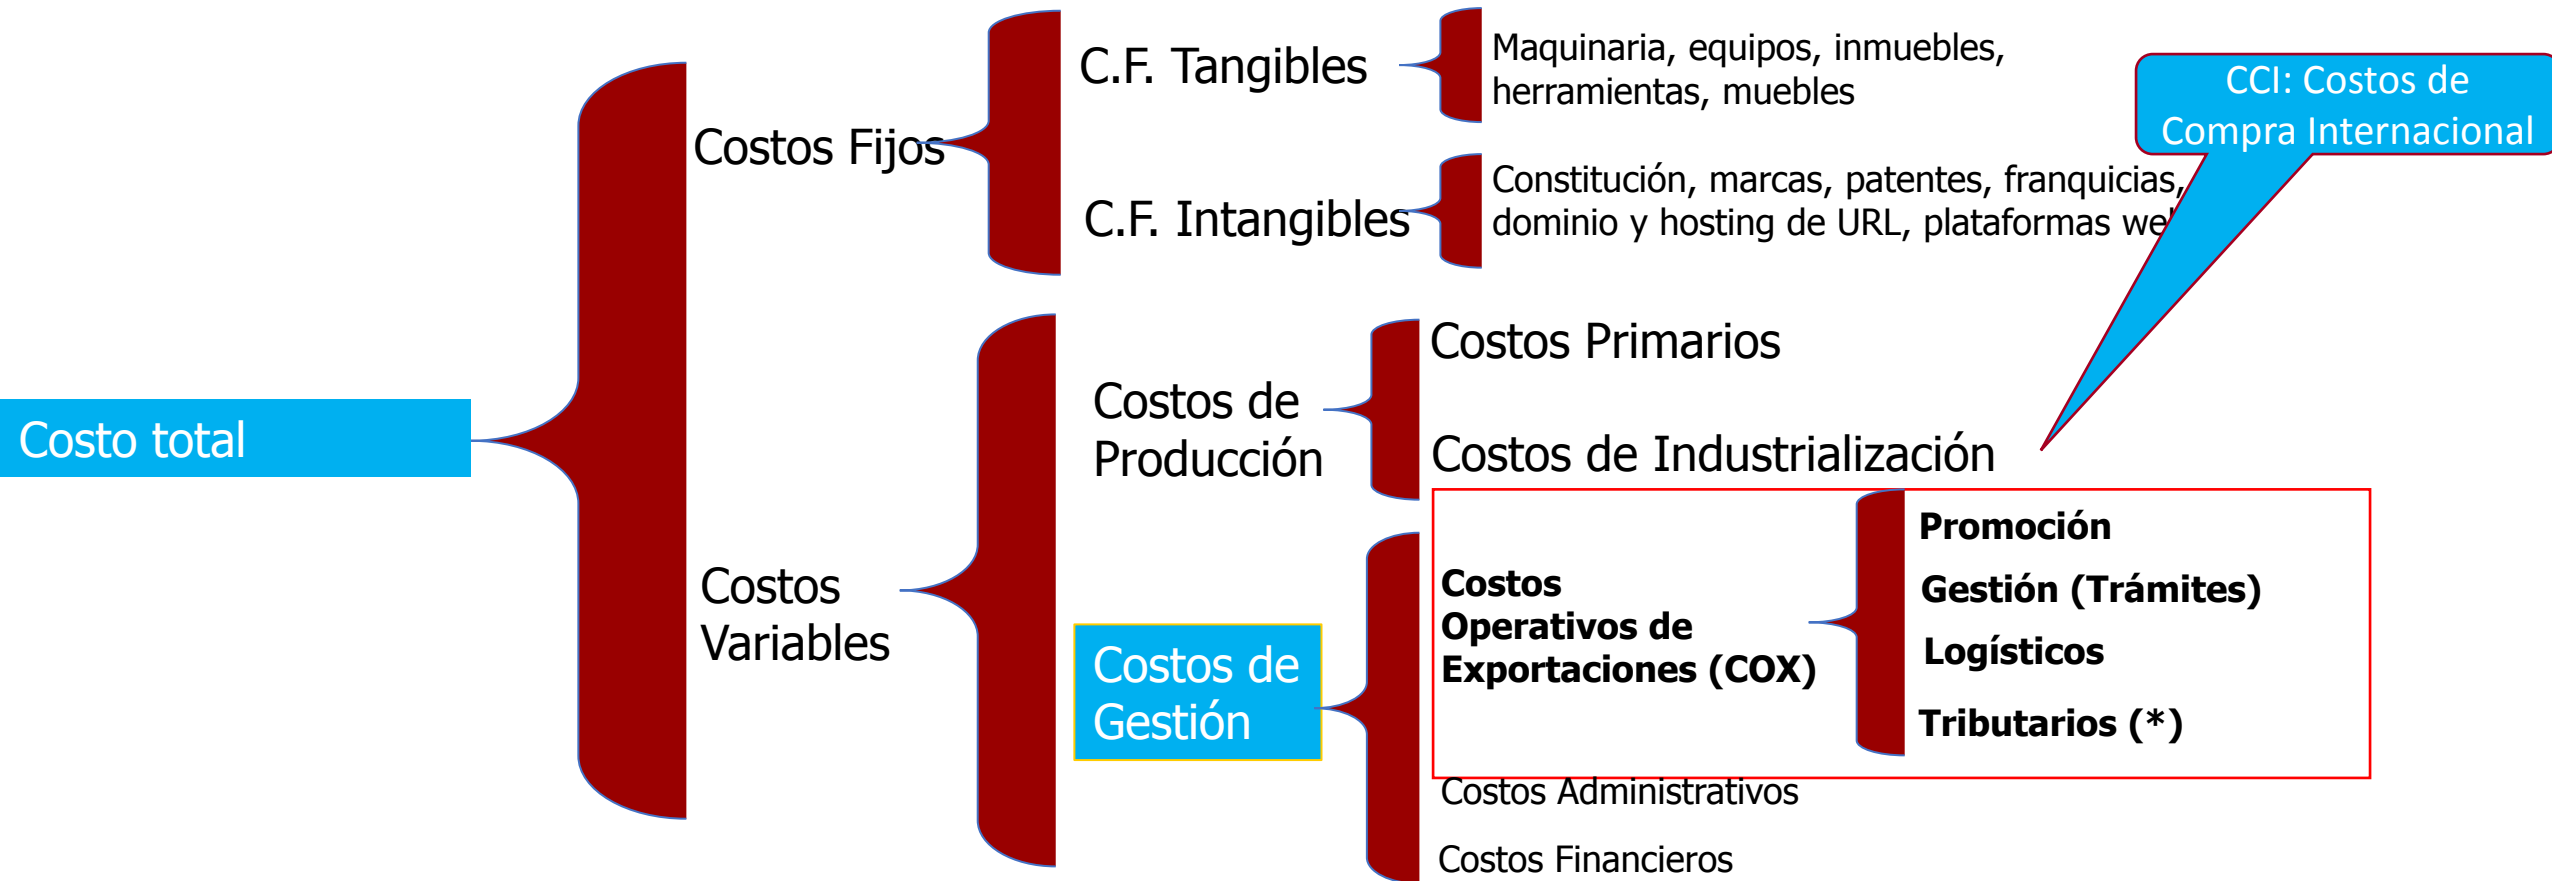 Costo total
Costos Fijos
C.F. Tangibles
Maquinaria, equipos, inmuebles,
herramientas, muebles
C.F. Intangibles
Constitución, marcas, patentes, franquicias,
dominio y hosting de URL, plataformas
CCI: Costos de
Compra Internacional
Costos
Variables
Costos de
Producción
Costos Primarios
Costos de Industrialización
Costos de
Gestión
Costos
Operativos de
Exportaciones (COX)
Promoción
Gestión (Trámites)
Logísticos
Tributarios (*)
Costos Administrativos
Costos Financieros